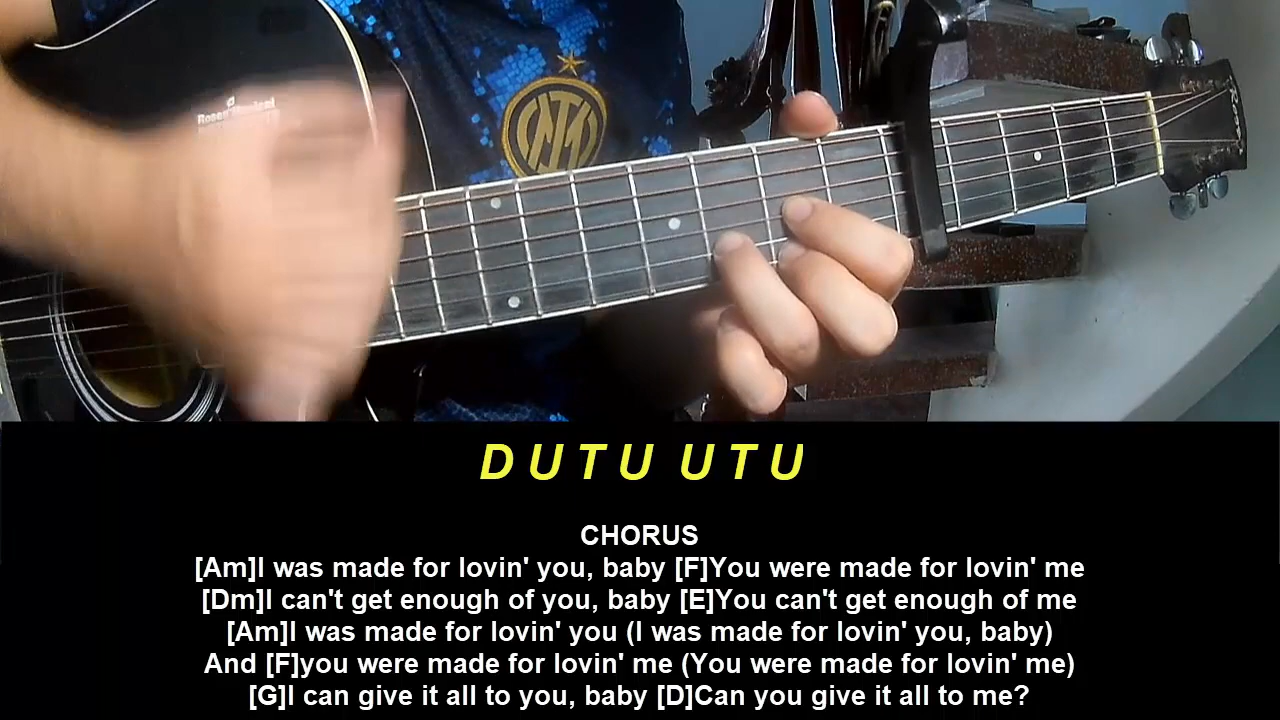 D U T U U T U
CHORUS
[Am]I was made for lovin' you, baby [F]You were made for lovin' me
[Dm]I can't get enough of you, baby [E]You can't get enough of me
[Am]I was made for lovin' you (I was made for lovin' you, baby)
And [F]you were made for lovin' me (You were made for lovin' me)
[G]I can give it all to you, baby [D]Can you give it all to me?